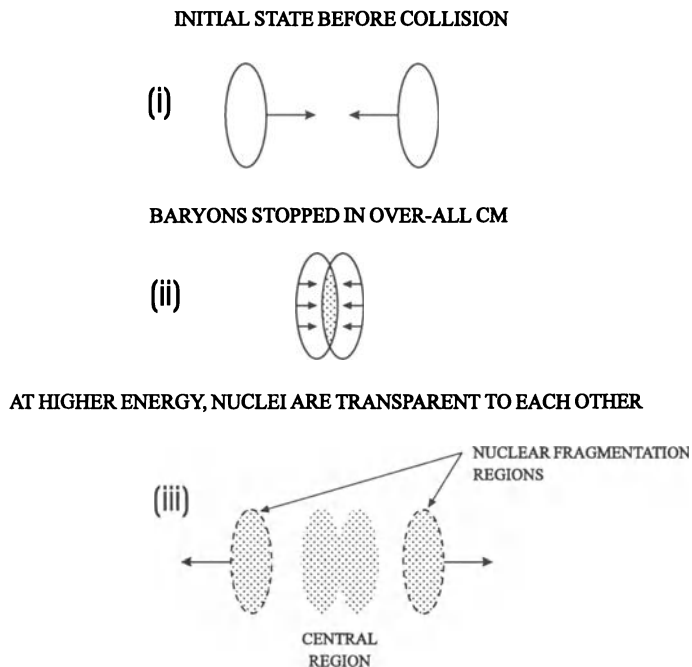 INITIAL STATE BEFORE COLLISION
(i)
BARYONS STOPPED IN OVER-ALL CM
(ii)
AT HIGHER ENERGY, NUCLEI ARE TRANSPARENT TO EACH OTHER
NUCLEAR FRAGMENTATION
REGIONS
(iii)
CENTRAL
REGION